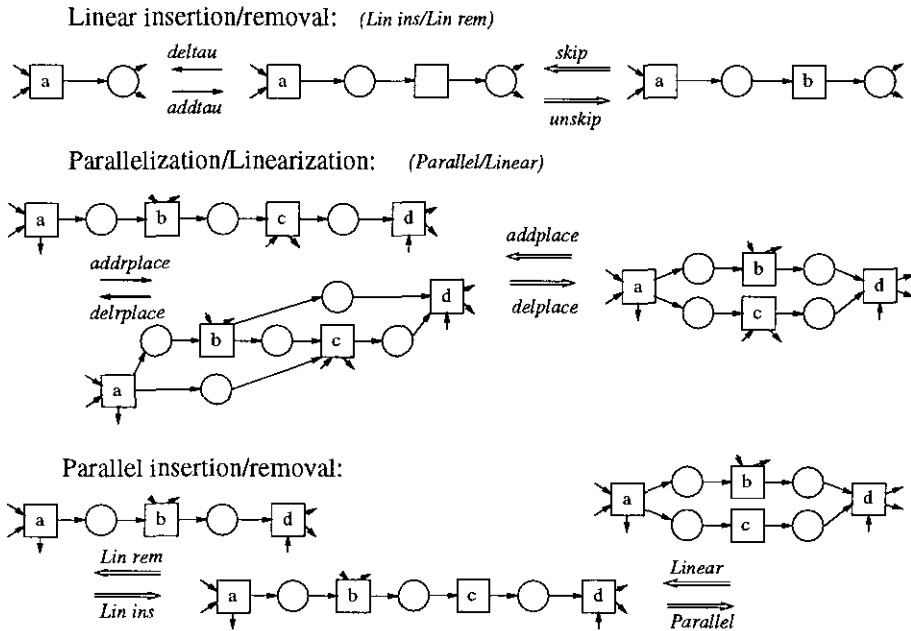 Linear insertion/removal: (Lin ins/Lin rem)
deltau
skip
a a a b
addtau
unskip
Parallelization/Linearization: (Parallel/Linear)
a b c d
addrplace
delrplace
addplace
delplace
d
b c
a
b
a d
c
Parallel insertion/removal:
a b d
b
a d
c
Lin rem
Lin ins
Linear
Parallel
a b c d